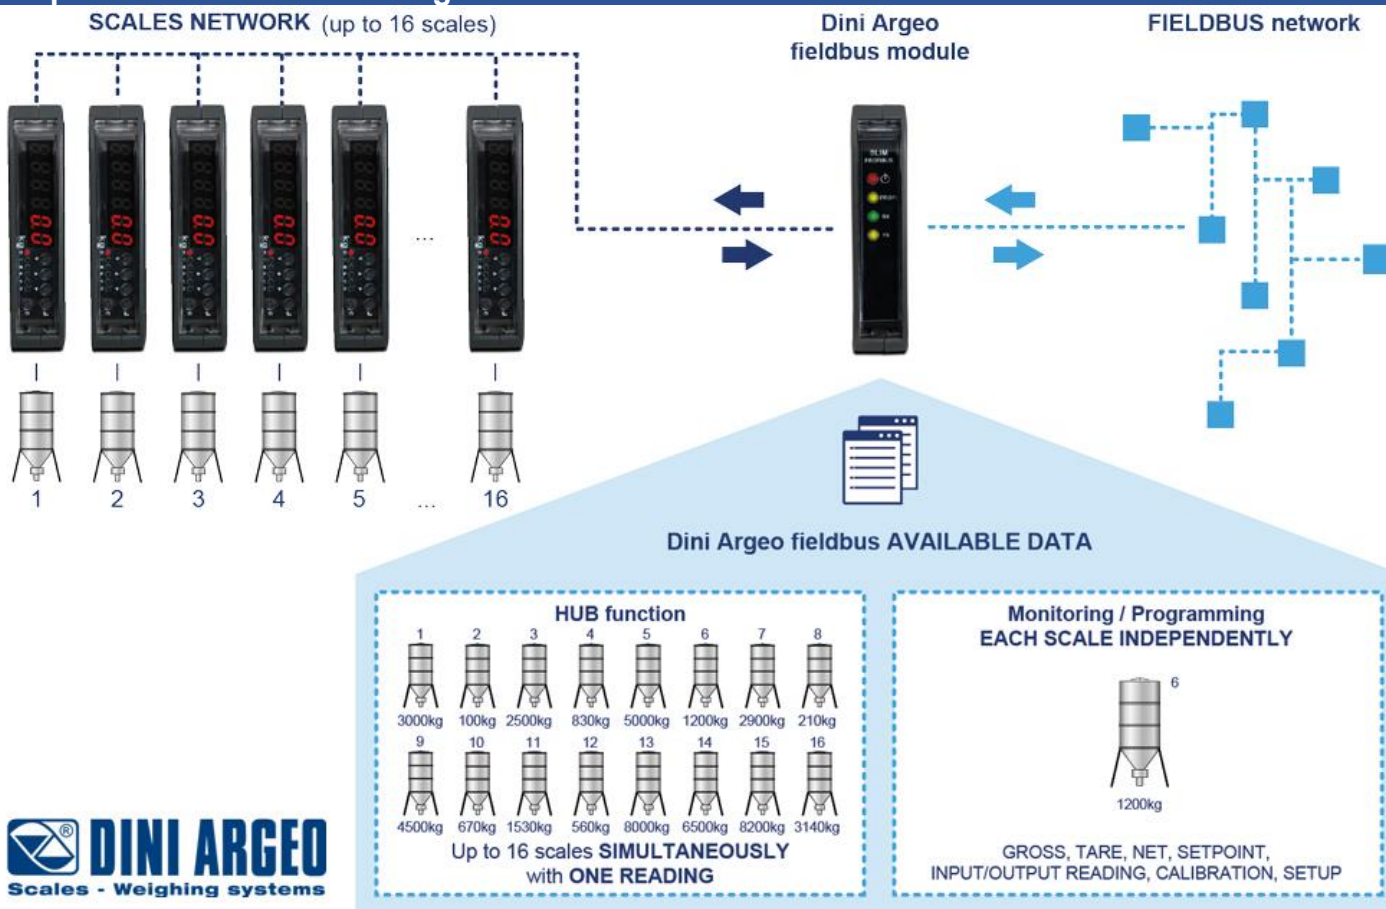 SCALES NETWORK (up to 16 scales)
Dini Argeo
fieldbus module
FIELDBUS network
...
1 2 3 4 5 ... 16
Dini Argeo fieldbus AVAILABLE DATA
HUB function
1 2 3 4 5 6 7 8
3000kg 100kg 2500kg 830kg 5000kg 1200kg 2900kg 210kg
9 10 11 12 13 14 15 16
4500kg 670kg 1530kg 560kg 8000kg 6500kg 8200kg 3140kg
Up to 16 scales SIMULTANEOUSLY
with ONE READING
Monitoring / Programming
EACH SCALE INDEPENDENTLY
6
1200kg
GROSS, TARE, NET, SETPOINT,
INPUT/OUTPUT READING, CALIBRATION, SETUP
® DINI ARGEO
Scales - Weighing systems